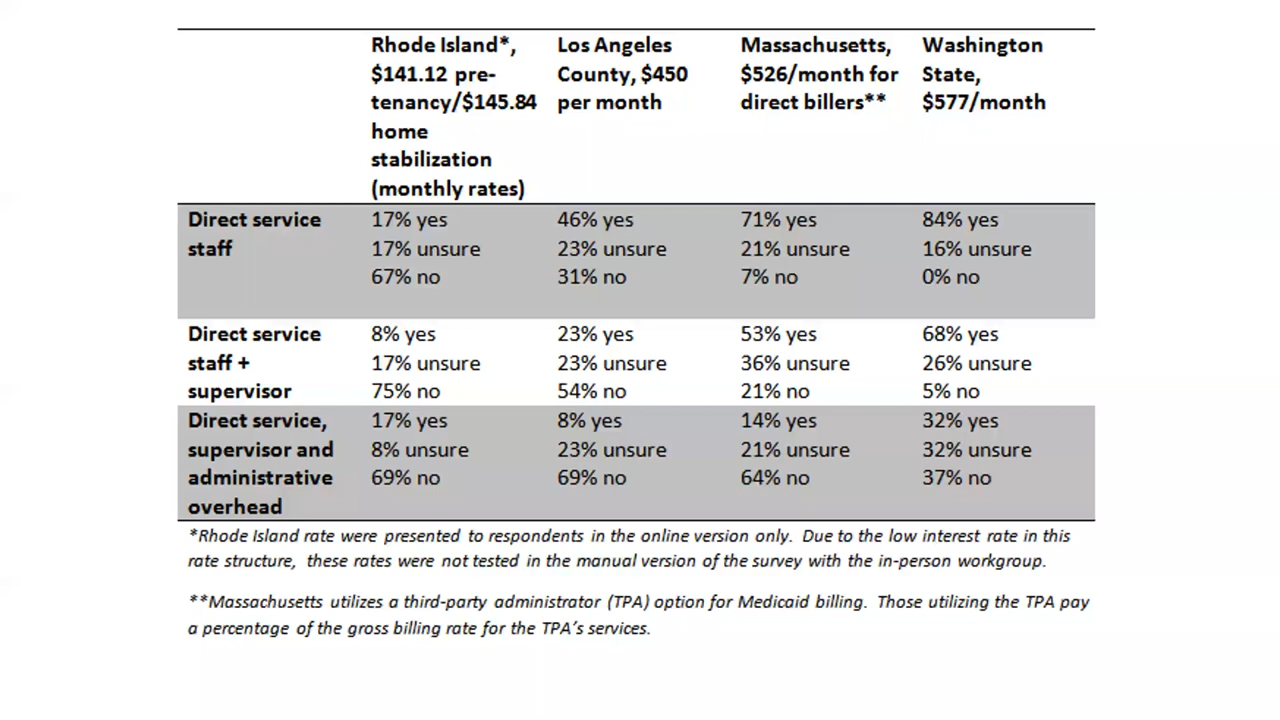 Rhode Island*,
$141.12 pre-
tenancy/$145.84
home
stabilization
(monthly rates)
Los Angeles
County, $450
per month
Massachusetts,
$526/month for
direct billers**
Washington
State,
$577/month
Direct service
staff
17% yes
17% unsure
67% no
46% yes
23% unsure
31% no
71% yes
21% unsure
7% no
84% yes
16% unsure
0% no
Direct service
staff +
supervisor
8% yes
17% unsure
75% no
23% yes
23% unsure
54% no
53% yes
36% unsure
21% no
68% yes
26% unsure
5% no
Direct service,
supervisor and
administrative
overhead
17% yes
8% unsure
69% no
8% yes
23% unsure
69% no
14% yes
21% unsure
64% no
32% yes
32% unsure
37% no
*Rhode Island rate were presented to respondents in the online version only. Due to the low interest rate in this
rate structure, these rates were not tested in the manual version of the survey with the in-person workgroup.
**Massachusetts utilizes a third-party administrator (TPA) option for Medicaid billing. Those utilizing the TPA pay
a percentage of the gross billing rate for the TPA's services.